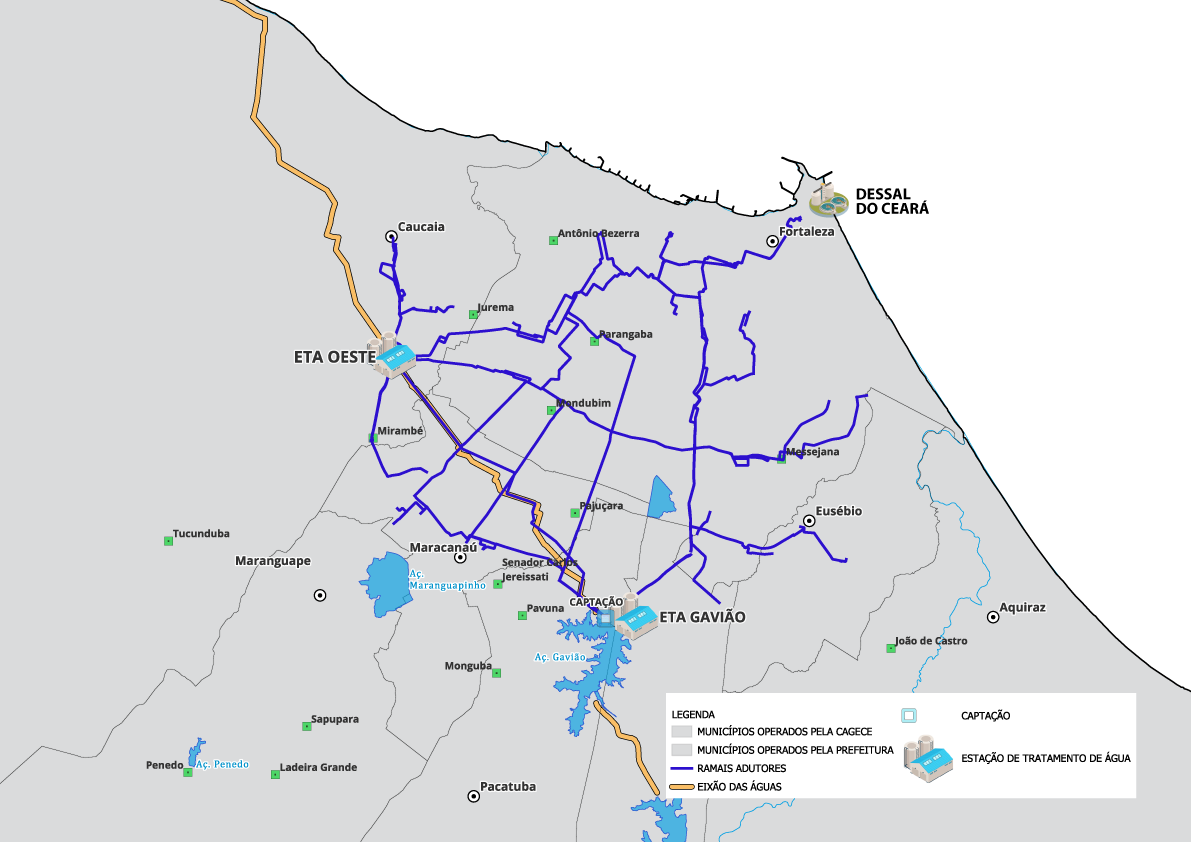 DESSAL
DO CEARÁ
Caucaia
Antônio Bezerra
Fortaleza
Jurema
Parangaba
ETA OESTE
Mondubim
Mirambé
Messejana
Pajuçara
Eusébio
Tucunduba
Maracanaú
Maranguape
Senador Carlos
Jereissati
Aç.
Maranguapinho
CAPTAÇÃO
Pavuna
ETA GAVIÃO
Aquiraz
João de Castro
Aç. Gavião
Monguba
Sapupara
Penedo
Aç. Penedo
Ladeira Grande
Pacatuba
LEGENDA
MUNICÍPIOS OPERADOS PELA CAGECE
MUNICÍPIOS OPERADOS PELA PREFEITURA
RAMAIS ADUTORES
EIXÃO DAS ÁGUAS
CAPTAÇÃO
ESTAÇÃO DE TRATAMENTO DE ÁGUA